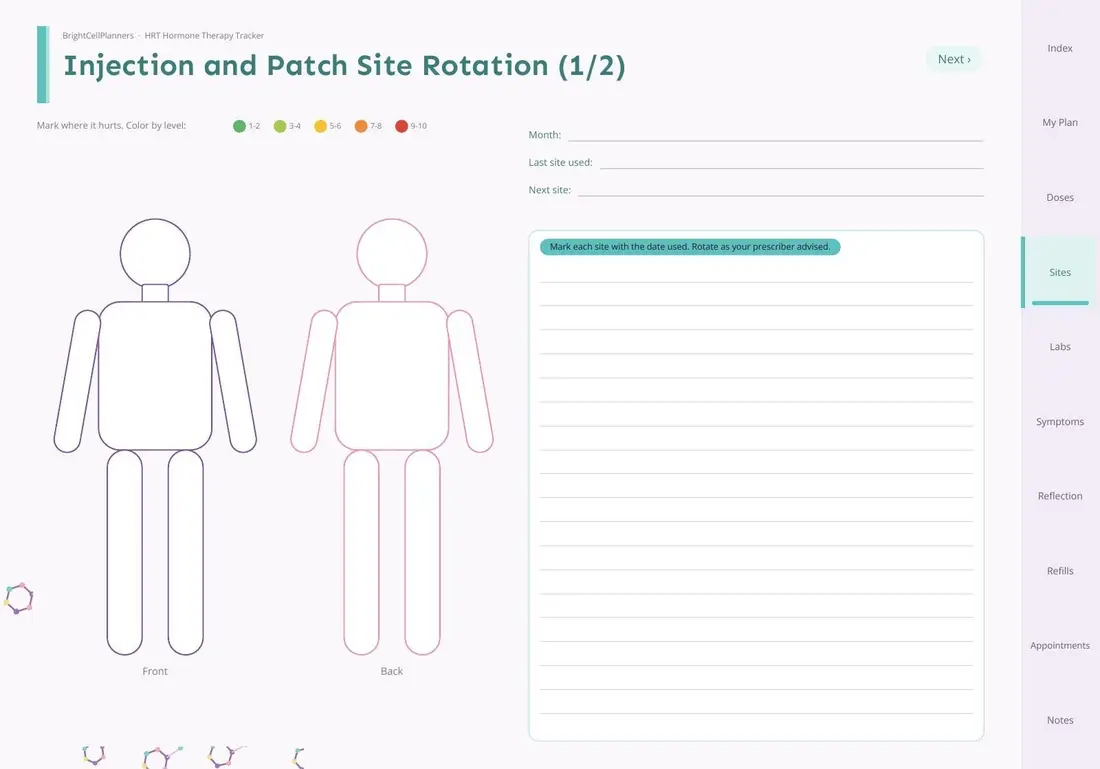 BrightCellPlanners · HRT Hormone Therapy Tracker
Injection and Patch Site Rotation (1/2)
Next ›
Mark where it hurts. Color by level:
1-2
3-4
5-6
7-8
9-10
Month:
Last site used:
Next site:
Mark each site with the date used. Rotate as your prescriber advised.
Front
Back
Index
My Plan
Doses
Sites
Labs
Symptoms
Reflection
Refills
Appointments
Notes